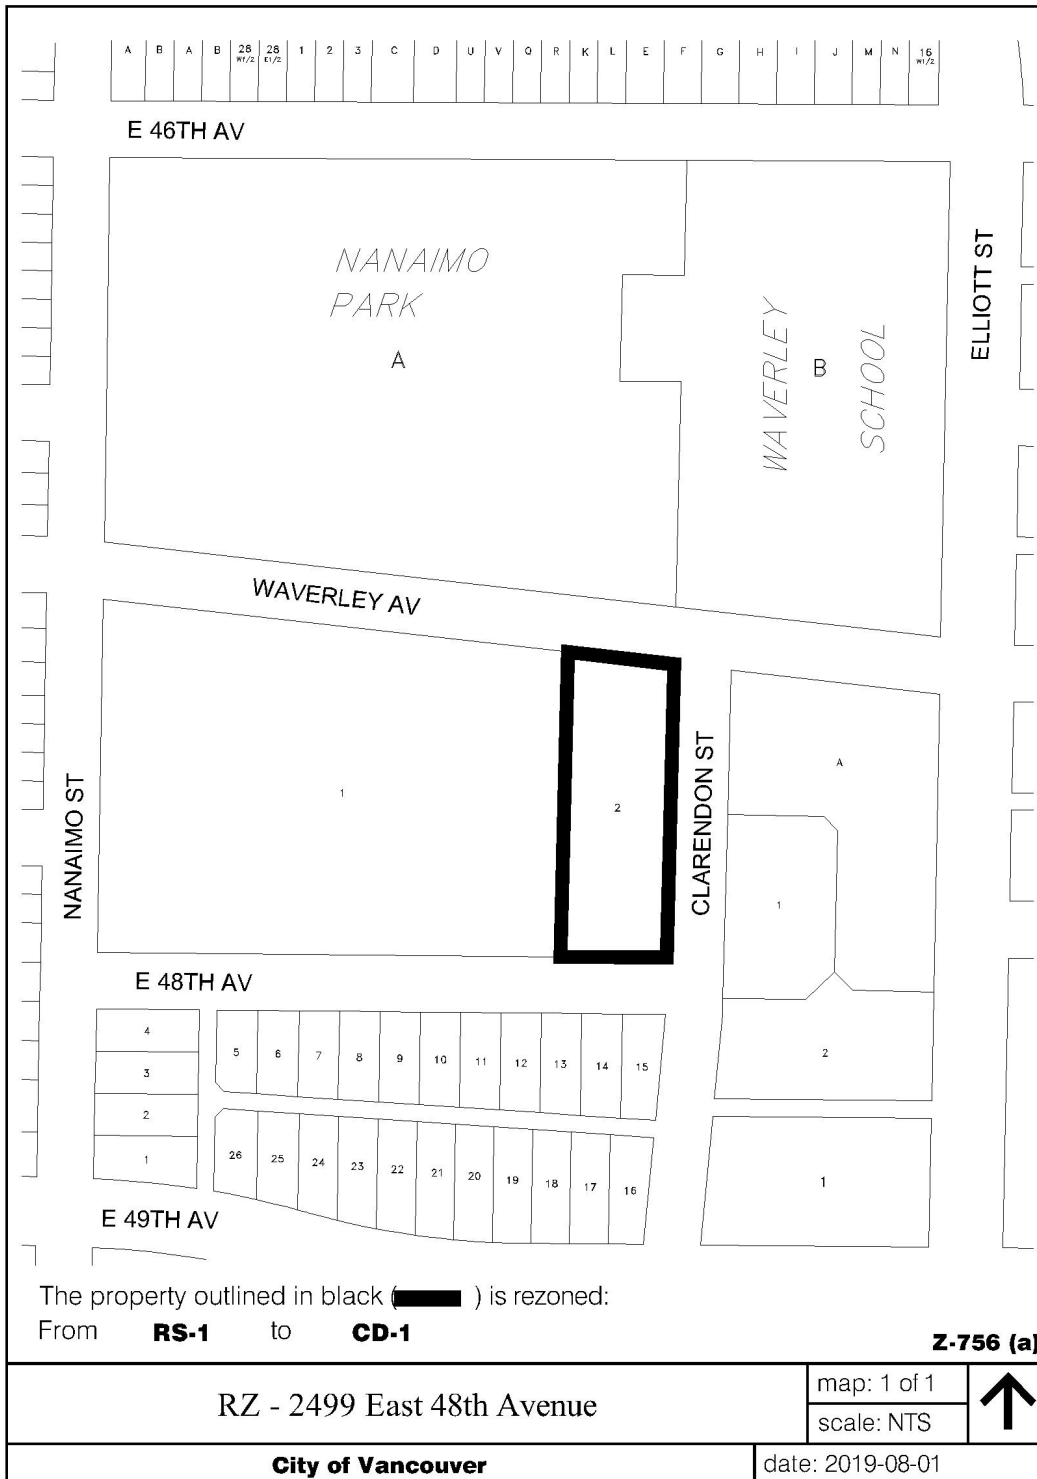 A B A B 28 W1/2 28 E1/2 1 2 3 C D U V Q R K L E F G H I J M N 16 W1/2
E 46TH AV
NANAIMO
PARK
A
WAVERLEY
B
SCHOOL
ELLIOTT ST
WAVERLEY AV
NANAIMO ST
1
2
CLARENDON ST
A
1
2
1
E 48TH AV
4
3
2
1
5 6 7 8 9 10 11 12 13 14 15
26 25 24 23 22 21 20 19 18 17 16
E 49TH AV
The property outlined in black ( ) is rezoned:
From RS-1 to CD-1
Z-756 (a)
RZ - 2499 East 48th Avenue
map: 1 of 1
scale: NTS
City of Vancouver
date: 2019-08-01